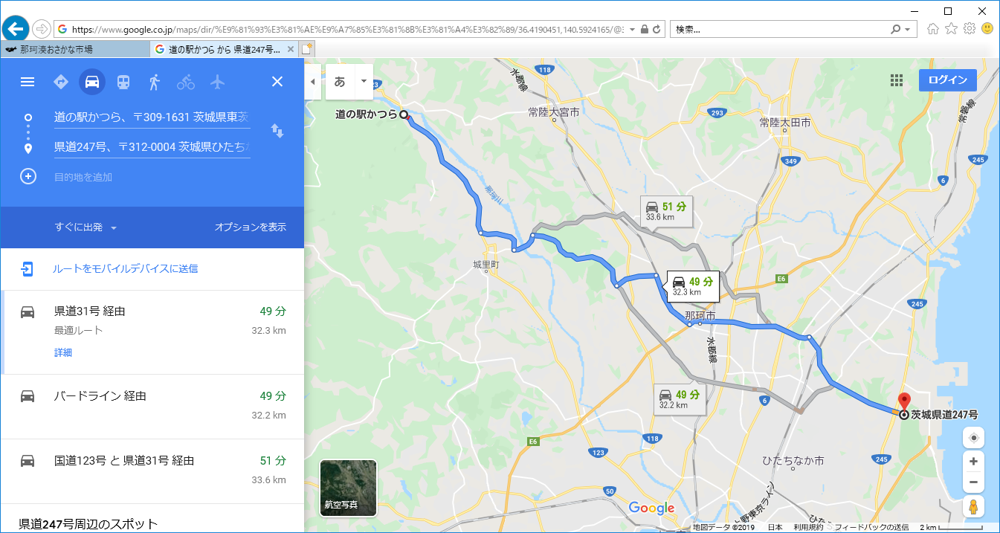 https://www.google.co.jp/maps/dir/%E9%81%93%E3%81%AE%E9%A7%85%E3%81%8B%E3%81%A4%E3%82%89/36.4190451,140.5924165/@
検索...
那珂湊おさかな市場
道の駅かつら から 県道247号...
道の駅かつら、〒309-1631 茨城県東茨
県道247号、〒312-0004 茨城県ひたち
目的地を追加
すぐに出発
オプションを表示
ルートをモバイルデバイスに送信
県道31号 経由
49 分
最適ルート
32.3 km
詳細
バードライン 経由
49 分
32.2 km
国道123号 と 県道31号 経由
51 分
33.6 km
県道247号周辺のスポット
あ
ログイン
道の駅かつら
水郡線
118
常陸大宮市
293
常陸太田市
常磐線
349
245
6
那珂川
51 分
33.6 km
城里町
49 分
32.3 km
E6
245
那珂市
水郡線
49 分
32.2 km
6
茨城県道247号
E6
118
123
ひたちなか市
245
50
航空写真
Google
地図データ ©2019
日本
利用規約
フィードバックの送信
2 km